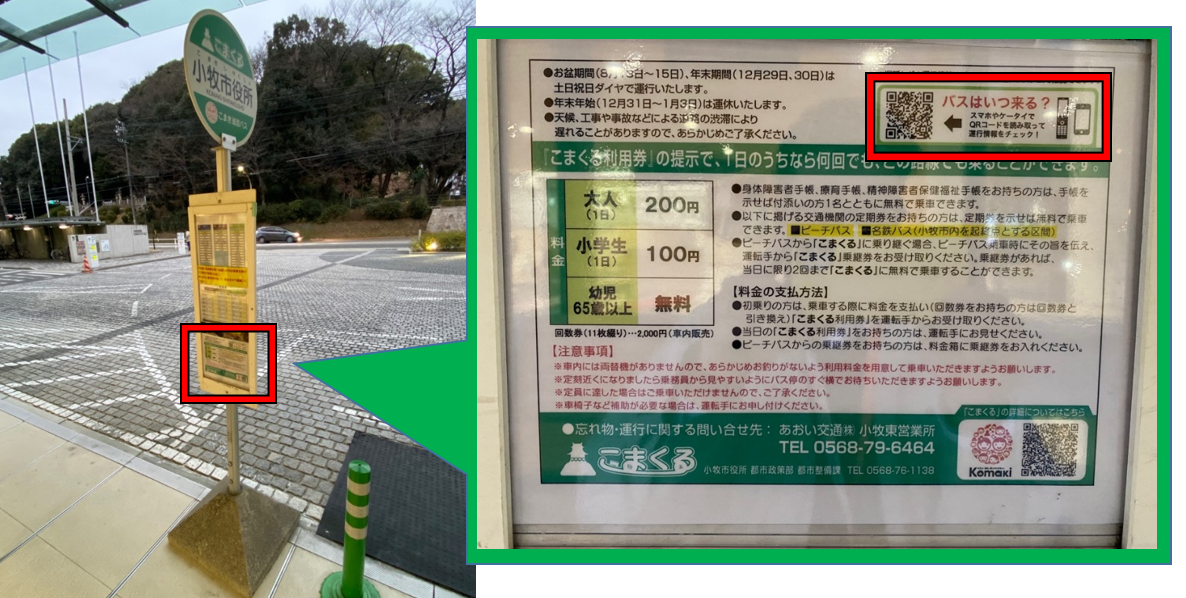 こまくる
小牧市役所
こまき巡回バス
●お盆期間(8月13日～15日)、年末期間(12月29日、30日)は
土日祝日ダイヤで運行いたします。
●年末年始(12月31日～1月3日)は運休いたします。
●天候、工事や事故などによる道路の渋滞により
遅れることがありますので、あらかじめご了承ください。
バスはいつ来る?
スマホやケータイで
QRコードを読み取って
運行情報をチェック!
『こまくる利用券』の提示で、1日のうちなら何回でも、どの路線でも乗ることができます。
料金
大人
(1日)
200円
小学生
(1日)
100円
幼児
65歳以上
無料
回数券(11枚綴り)…2,000円(車内販売)
●身体障害者手帳、療育手帳、精神障害者保健福祉手帳をお持ちの方は、手帳を
示せば付添いの方1名とともに無料で乗車できます。
●以下に掲げる交通機関の定期券をお持ちの方は、定期券を示せば無料で乗車
できます。■ピーチバス ■名鉄バス(小牧市内を起終点とする区間)
●ピーチバスから「こまくる」に乗り継ぐ場合、ピーチバス乗車時にその旨を伝え、
運転手から「こまくる」乗継券をお受け取りください。乗継券があれば、
当日に限り2回まで「こまくる」に無料で乗車することができます。
【料金の支払方法】
●初乗りの方は、乗車する際に料金を支払い(回数券をお持ちの方は回数券と
引き換え)「こまくる利用券」を運転手からお受け取りください。
●当日の「こまくる利用券」をお持ちの方は、運転手にお見せください。
●ピーチバスからの乗継券をお持ちの方は、料金箱に乗継券をお入れください。
【注意事項】
※車内には両替機がありませんので、あらかじめお釣りがないよう利用料金を用意して乗車いただきますようお願いします。
※定刻近くになりましたら乗務員から見やすいようにバス停のすぐ横でお待ちいただきますようお願いします。
※定員に達した場合はご乗車いただけませんので、ご了承ください。
※車椅子など補助が必要な場合は、運転手にお申し付けください。
●忘れ物・運行に関する問い合せ先: あおい交通㈱ 小牧東営業所
TEL 0568-79-6464
こまくる
小牧市役所 都市政策部 都市整備課 TEL 0568-76-1138
「こまくる」の詳細についてはこちら
Komaki